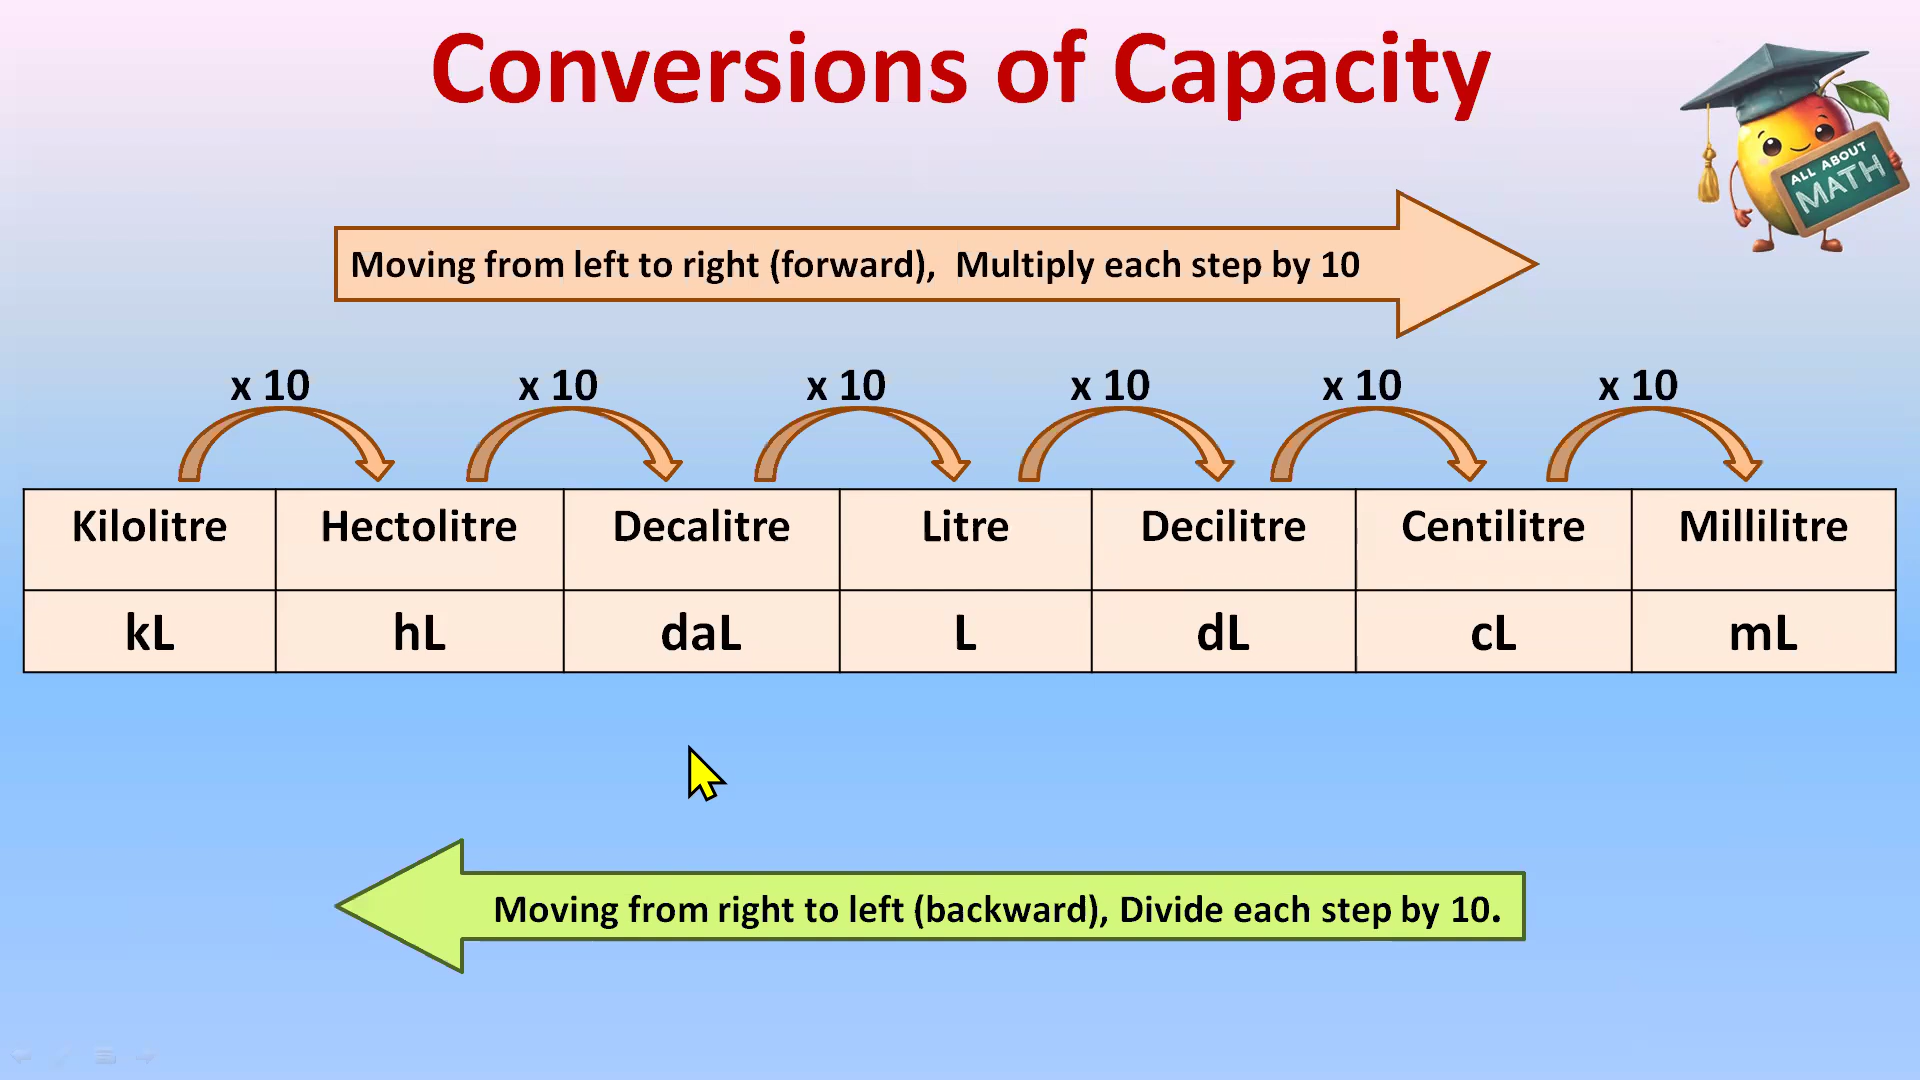 Conversions of Capacity
ALL ABOUT
MATH
Moving from left to right (forward), Multiply each step by 10
x 10 x 10 x 10 x 10 x 10 x 10
Kilolitre Hectolitre Decalitre Litre Decilitre Centilitre Millilitre
kL hL daL L dL cL mL
Moving from right to left (backward), Divide each step by 10.